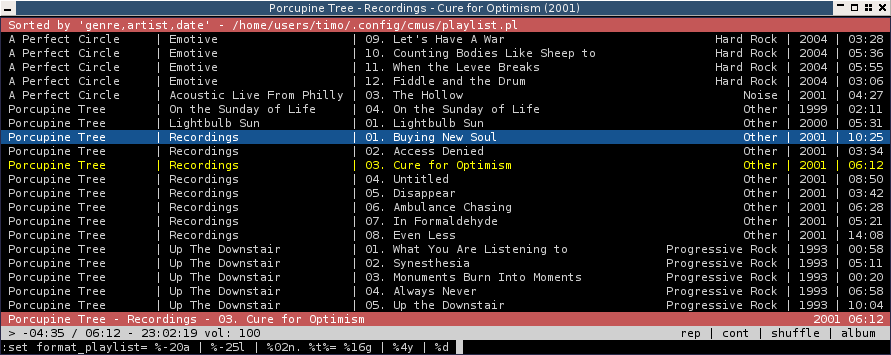 Porcupine Tree - Recordings - Cure for Optimism (2001)
Sorted by 'genre,artist,date' - /home/users/timo/.config/cmus/playlist.pl
A Perfect Circle | Emotive | 09. Let's Have A War Hard Rock | 2004 | 03:28
A Perfect Circle | Emotive | 10. Counting Bodies Like Sheep to Hard Rock | 2004 | 05:36
A Perfect Circle | Emotive | 11. When the Levee Breaks Hard Rock | 2004 | 05:55
A Perfect Circle | Emotive | 12. Fiddle and the Drum Hard Rock | 2004 | 03:06
A Perfect Circle | Acoustic Live From Philly | 03. The Hollow Noise | 2001 | 04:27
Porcupine Tree | On the Sunday of Life | 04. On the Sunday of Life Other | 1999 | 02:11
Porcupine Tree | Lightbulb Sun | 01. Lightbulb Sun Other | 2000 | 05:31
Porcupine Tree | Recordings | 01. Buying New Soul Other | 2001 | 10:25
Porcupine Tree | Recordings | 02. Access Denied Other | 2001 | 03:34
Porcupine Tree | Recordings | 03. Cure for Optimism Other | 2001 | 06:12
Porcupine Tree | Recordings | 04. Untitled Other | 2001 | 08:50
Porcupine Tree | Recordings | 05. Disappear Other | 2001 | 03:42
Porcupine Tree | Recordings | 06. Ambulance Chasing Other | 2001 | 06:28
Porcupine Tree | Recordings | 07. In Formaldehyde Other | 2001 | 05:21
Porcupine Tree | Recordings | 08. Even Less Other | 2001 | 14:08
Porcupine Tree | Up The Downstair | 01. What You Are Listening to Progressive Rock | 1993 | 00:58
Porcupine Tree | Up The Downstair | 02. Synesthesia Progressive Rock | 1993 | 05:11
Porcupine Tree | Up The Downstair | 03. Monuments Burn Into Moments Progressive Rock | 1993 | 00:20
Porcupine Tree | Up The Downstair | 04. Always Never Progressive Rock | 1993 | 06:58
Porcupine Tree | Up The Downstair | 05. Up the Downstair Progressive Rock | 1993 | 10:04
Porcupine Tree - Recordings - 03. Cure for Optimism 2001 06:12
> -04:35 / 06:12 - 23:02:19 vol: 100 rep | cont | shuffle | album
:set format_playlist= %-20a | %-25l | %02n. %t%= %16g | %4y | %d